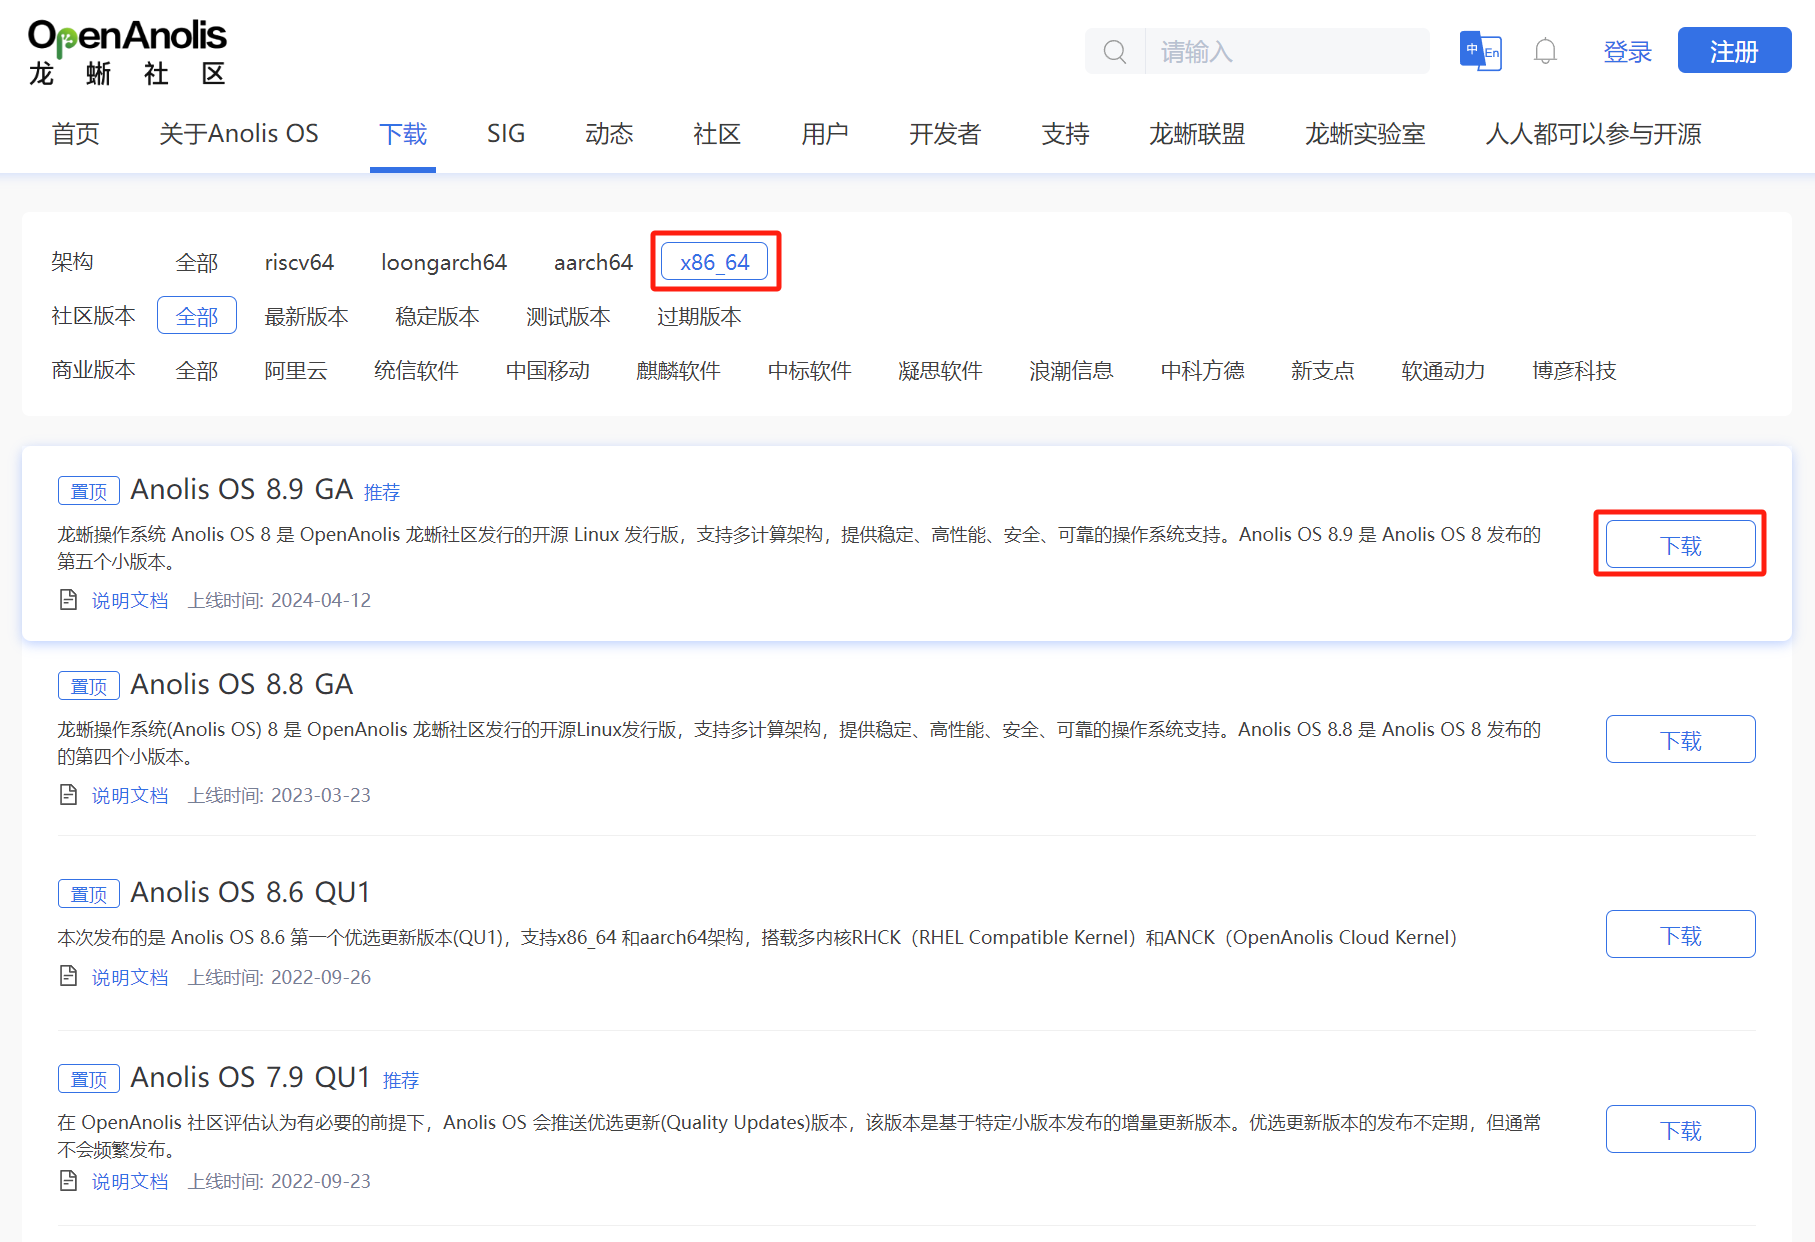 OpenAnolis
龙蜥社区
请输入
中 En
登录
注册
首页 关于Anolis OS 下载 SIG 动态 社区 用户 开发者 支持 龙蜥联盟 龙蜥实验室 人人都可以参与开源
架构 全部 riscv64 loongarch64 aarch64 x86_64
社区版本 全部 最新版本 稳定版本 测试版本 过期版本
商业版本 全部 阿里云 统信软件 中国移动 麒麟软件 中标软件 凝思软件 浪潮信息 中科方德 新支点 软通动力 博彦科技
置顶 Anolis OS 8.9 GA 推荐
龙蜥操作系统 Anolis OS 8 是 OpenAnolis 龙蜥社区发行的开源 Linux 发行版，支持多计算架构，提供稳定、高性能、安全、可靠的操作系统支持。Anolis OS 8.9 是 Anolis OS 8 发布的
第五个小版本。
下载
说明文档 上线时间: 2024-04-12
置顶 Anolis OS 8.8 GA
龙蜥操作系统(Anolis OS) 8 是 OpenAnolis 龙蜥社区发行的开源Linux发行版，支持多计算架构，提供稳定、高性能、安全、可靠的操作系统支持。Anolis OS 8.8 是 Anolis OS 8 发布的
的第四个小版本。
下载
说明文档 上线时间: 2023-03-23
置顶 Anolis OS 8.6 QU1
本次发布的是 Anolis OS 8.6 第一个优选更新版本(QU1)，支持x86_64 和aarch64架构，搭载多内核RHCK（RHEL Compatible Kernel）和ANCK（OpenAnolis Cloud Kernel）
下载
说明文档 上线时间: 2022-09-26
置顶 Anolis OS 7.9 QU1 推荐
在 OpenAnolis 社区评估认为有必要的前提下，Anolis OS 会推送优选更新(Quality Updates)版本，该版本是基于特定小版本发布的增量更新版本。优选更新版本的发布不定期，但通常
不会频繁发布。
下载
说明文档 上线时间: 2022-09-23